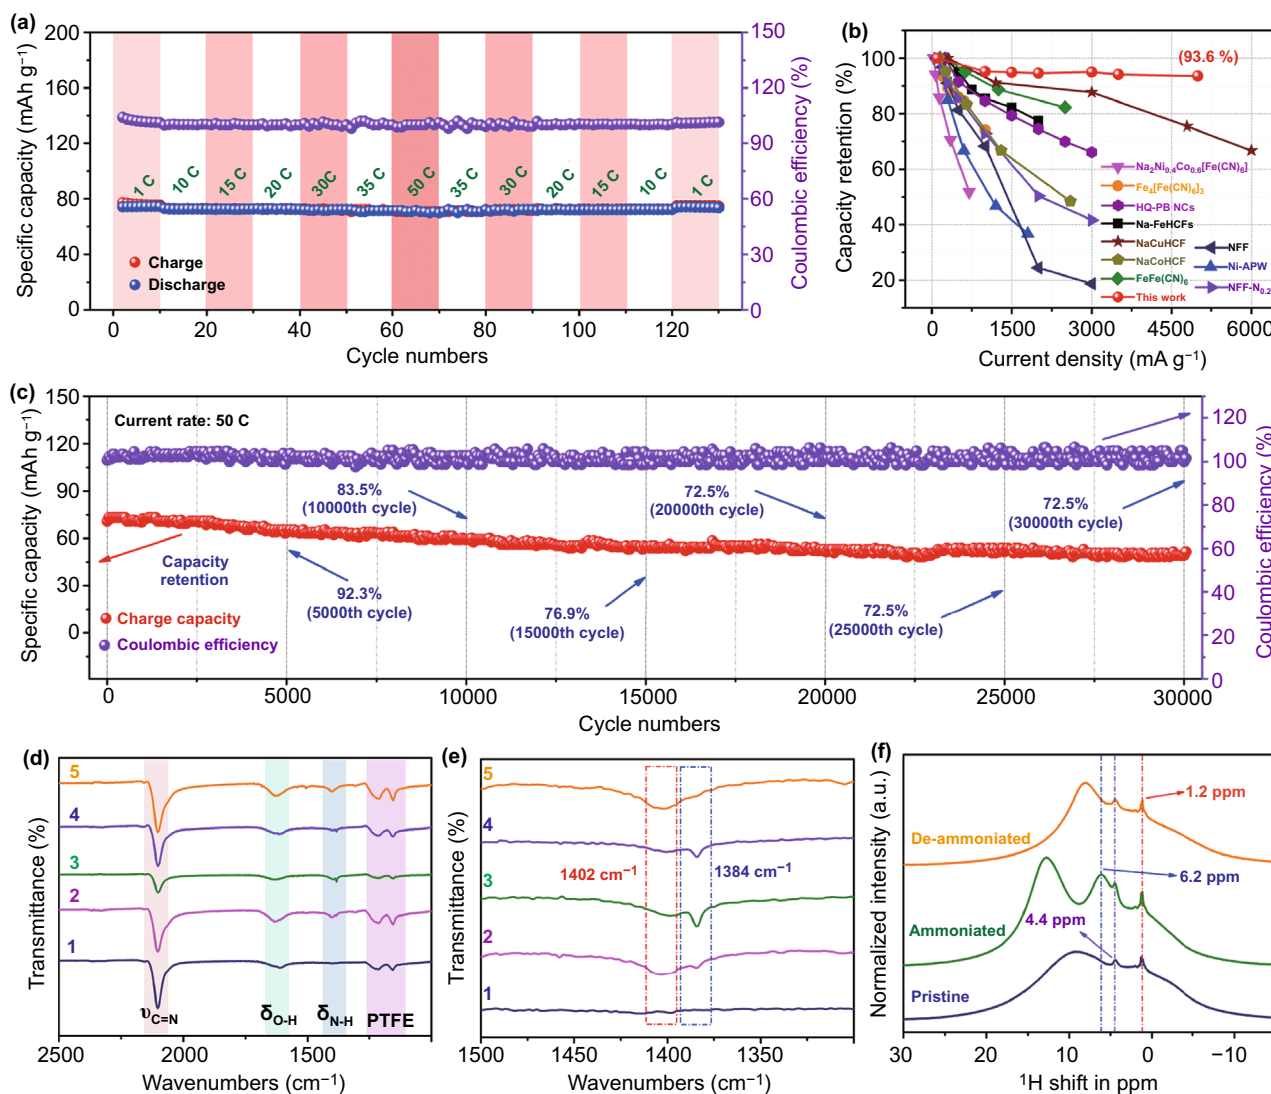 (a)
200
160
120
80
40
0
Specific capacity (mAh g⁻¹)
150
120
90
60
30
0
Coulombic efficiency (%)
1 C
10 C
15 C
20 C
30C
35 C
50 C
35 C
30 C
20 C
15 C
10 C
1 C
Charge
Discharge
0 20 40 60 80 100 120
Cycle numbers
(b)
100
80
60
40
20
Capacity retention (%)
(93.6 %)
Na₂Ni₀.₄Co₀.₆[Fe(CN)₆]
Fe₄[Fe(CN)₆]₃
HQ-PB NCs
Na-FeHCFs
NaCuHCF
NaCoHCF
FeFe(CN)₆
This work
NFF
Ni-APW
NFF-N₀.₂
0 1500 3000 4500 6000
Current density (mA g⁻¹)
(c)
150
120
90
60
30
0
Specific capacity (mAh g⁻¹)
Current rate: 50 C
120
100
80
60
40
20
0
Coulombic efficiency (%)
83.5%
(10000th cycle)
72.5%
(20000th cycle)
72.5%
(30000th cycle)
Capacity
retention
92.3%
(5000th cycle)
76.9%
(15000th cycle)
72.5%
(25000th cycle)
Charge capacity
Coulombic efficiency
0 5000 10000 15000 20000 25000 30000
Cycle numbers
(d)
Transmittance (%)
5
4
3
2
1
υC=N
δO-H
δN-H
PTFE
2500 2000 1500
Wavenumbers (cm⁻¹)
(e)
Transmittance (%)
5
4
3
2
1
1402 cm⁻¹
1384 cm⁻¹
1500 1450 1400 1350
Wavenumbers (cm⁻¹)
(f)
Normalized intensity (a.u.)
1.2 ppm
De-ammoniated
6.2 ppm
4.4 ppm
Ammoniated
Pristine
30 20 10 0 −10
¹H shift in ppm